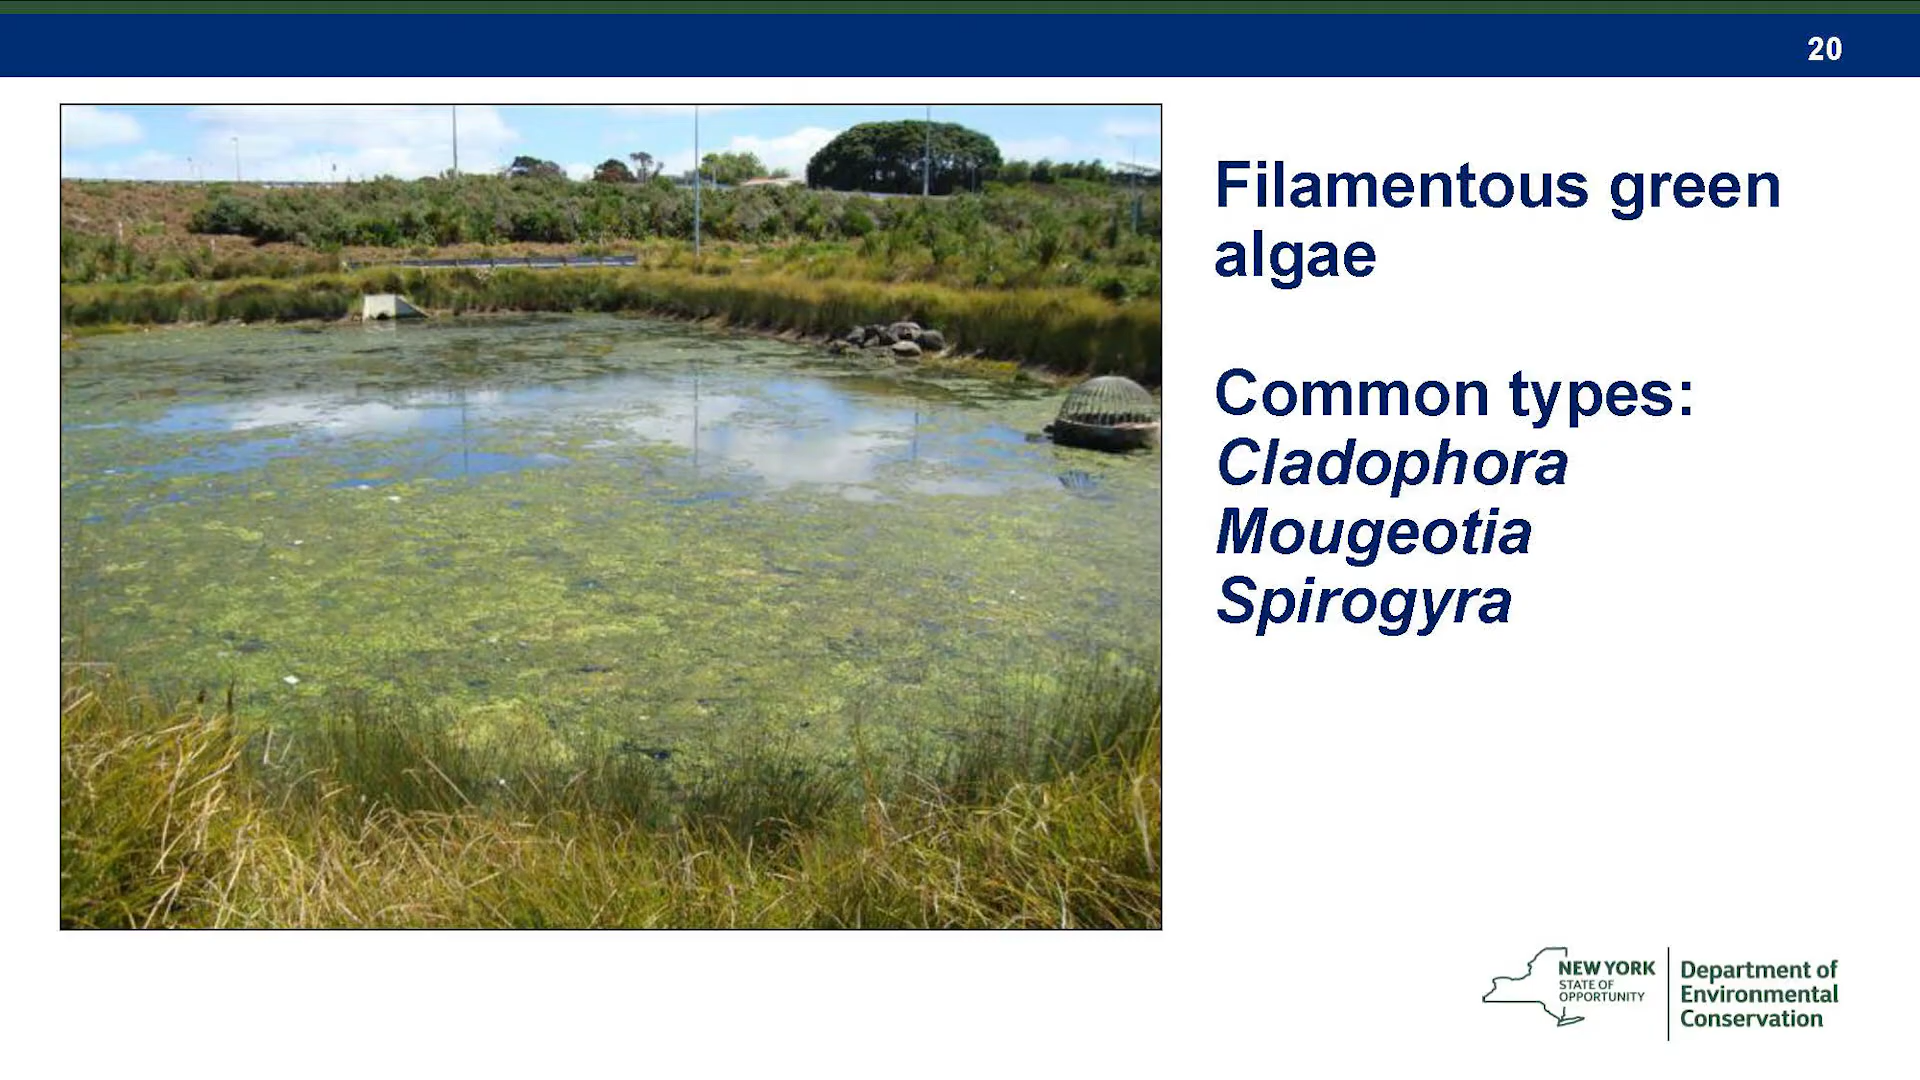 20
Filamentous green
algae
Common types:
Cladophora
Mougeotia
Spirogyra
NEW YORK
STATE OF
OPPORTUNITY
Department of
Environmental
Conservation